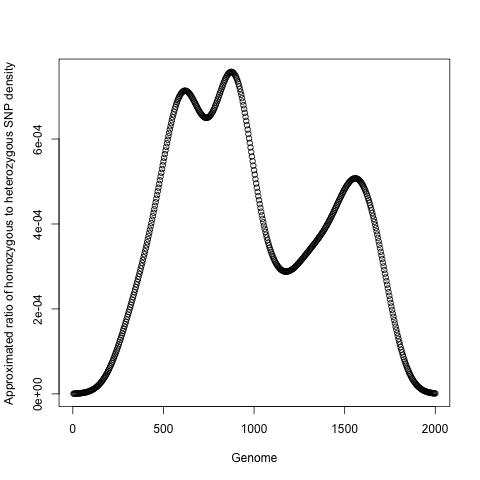 Approximated ratio of homozygous to heterozygous SNP density
6e-04
4e-04
2e-04
0e+00
0 500 1000 1500 2000
Genome